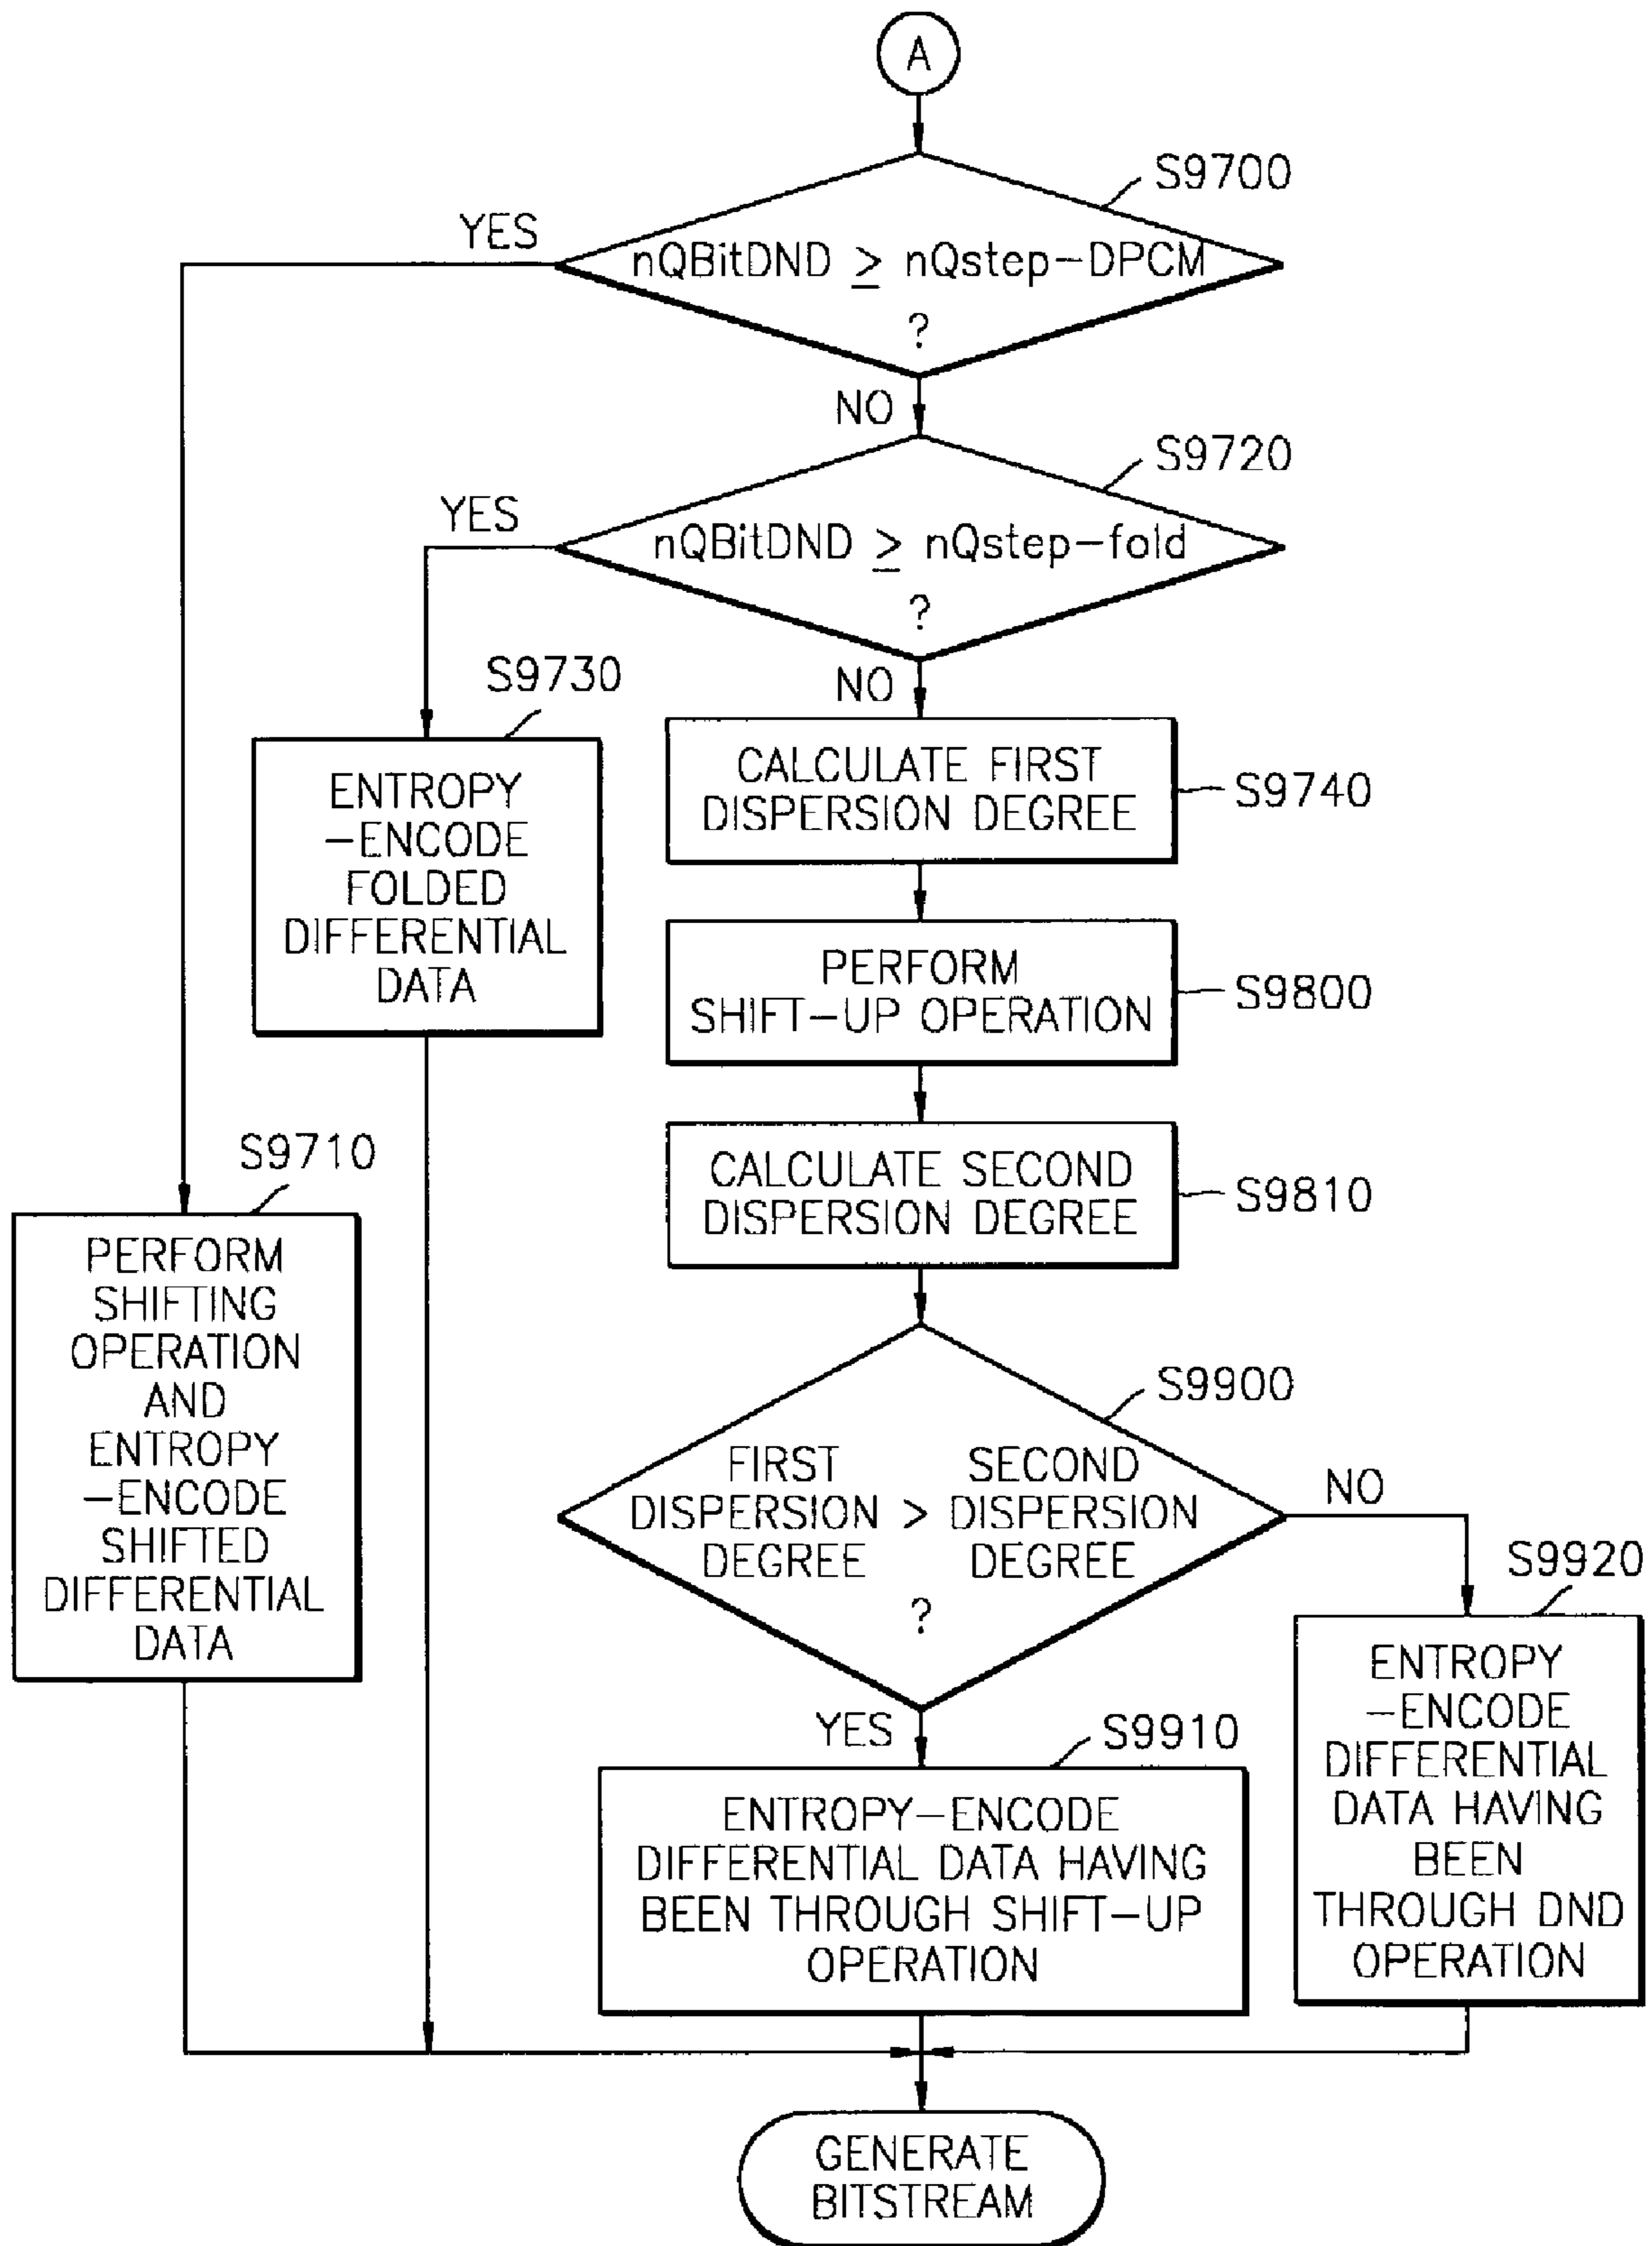 A
S9700
YES
nQBitDND ≥ nQstep-DPCM
?
NO
S9720
YES
nQBitDND ≥ nQstep-fold
?
NO
S9730
ENTROPY
-ENCODE
FOLDED
DIFFERENTIAL
DATA
CALCULATE FIRST
DISPERSION DEGREE
S9740
PERFORM
SHIFT-UP OPERATION
S9800
CALCULATE SECOND
DISPERSION DEGREE
S9810
S9710
PERFORM
SHIFTING
OPERATION
AND
ENTROPY
-ENCODE
SHIFTED
DIFFERENTIAL
DATA
S9900
FIRST SECOND
DISPERSION > DISPERSION
DEGREE DEGREE
?
NO
YES
S9920
ENTROPY
-ENCODE
DIFFERENTIAL
DATA HAVING
BEEN
THROUGH DND
OPERATION
S9910
ENTROPY-ENCODE
DIFFERENTIAL DATA HAVING
BEEN THROUGH SHIFT-UP
OPERATION
GENERATE
BITSTREAM